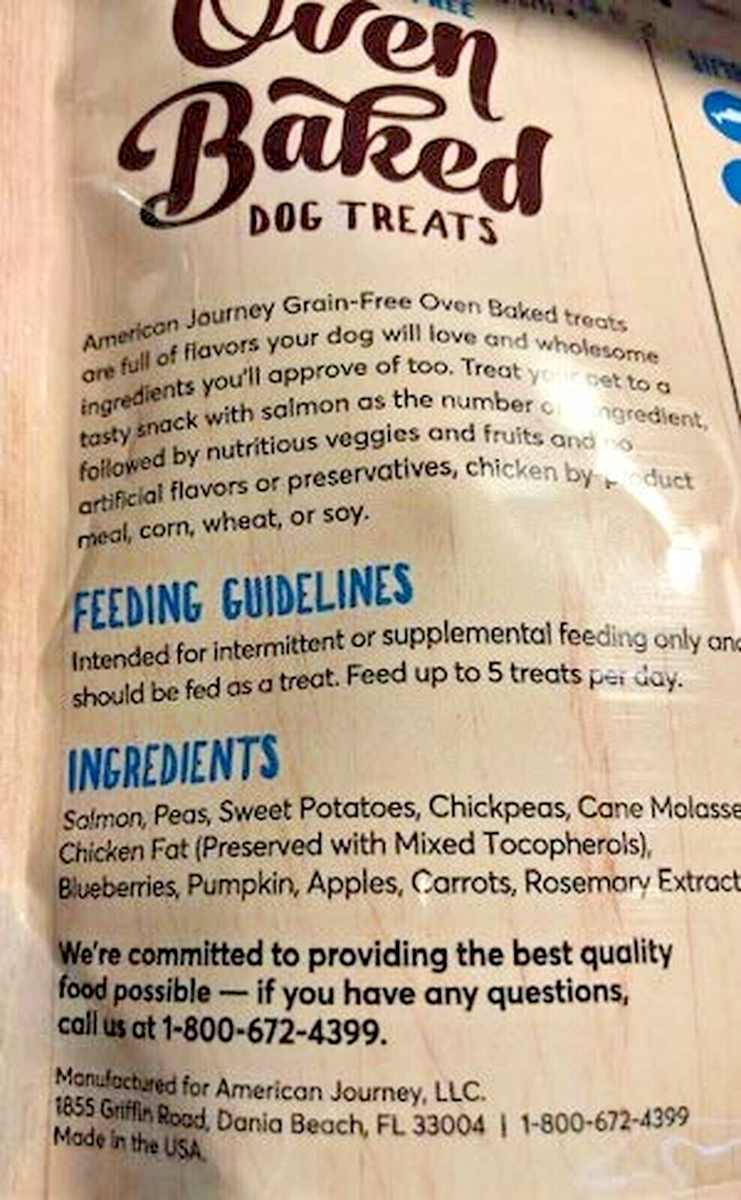 FREE
Oven
Baked
DOG TREATS
American Journey Grain-Free Oven Baked treats
are full of flavors your dog will love and wholesome
ingredients you'll approve of too. Treat your pet to a
tasty snack with salmon as the number ingredient,
followed by nutritious veggies and fruits and no
artificial flavors or preservatives, chicken by-product
meal, corn, wheat, or soy.
FEEDING GUIDELINES
Intended for intermittent or supplemental feeding only and
should be fed as a treat. Feed up to 5 treats per day.
INGREDIENTS
Salmon, Peas, Sweet Potatoes, Chickpeas, Cane Molasse
Chicken Fat (Preserved with Mixed Tocopherols),
Blueberries, Pumpkin, Apples, Carrots, Rosemary Extract
We're committed to providing the best quality
food possible — if you have any questions,
call us at 1-800-672-4399.
Manufactured for American Journey, LLC.
1855 Griffin Road, Dania Beach, FL 33004 | 1-800-672-4399
Made in the USA.